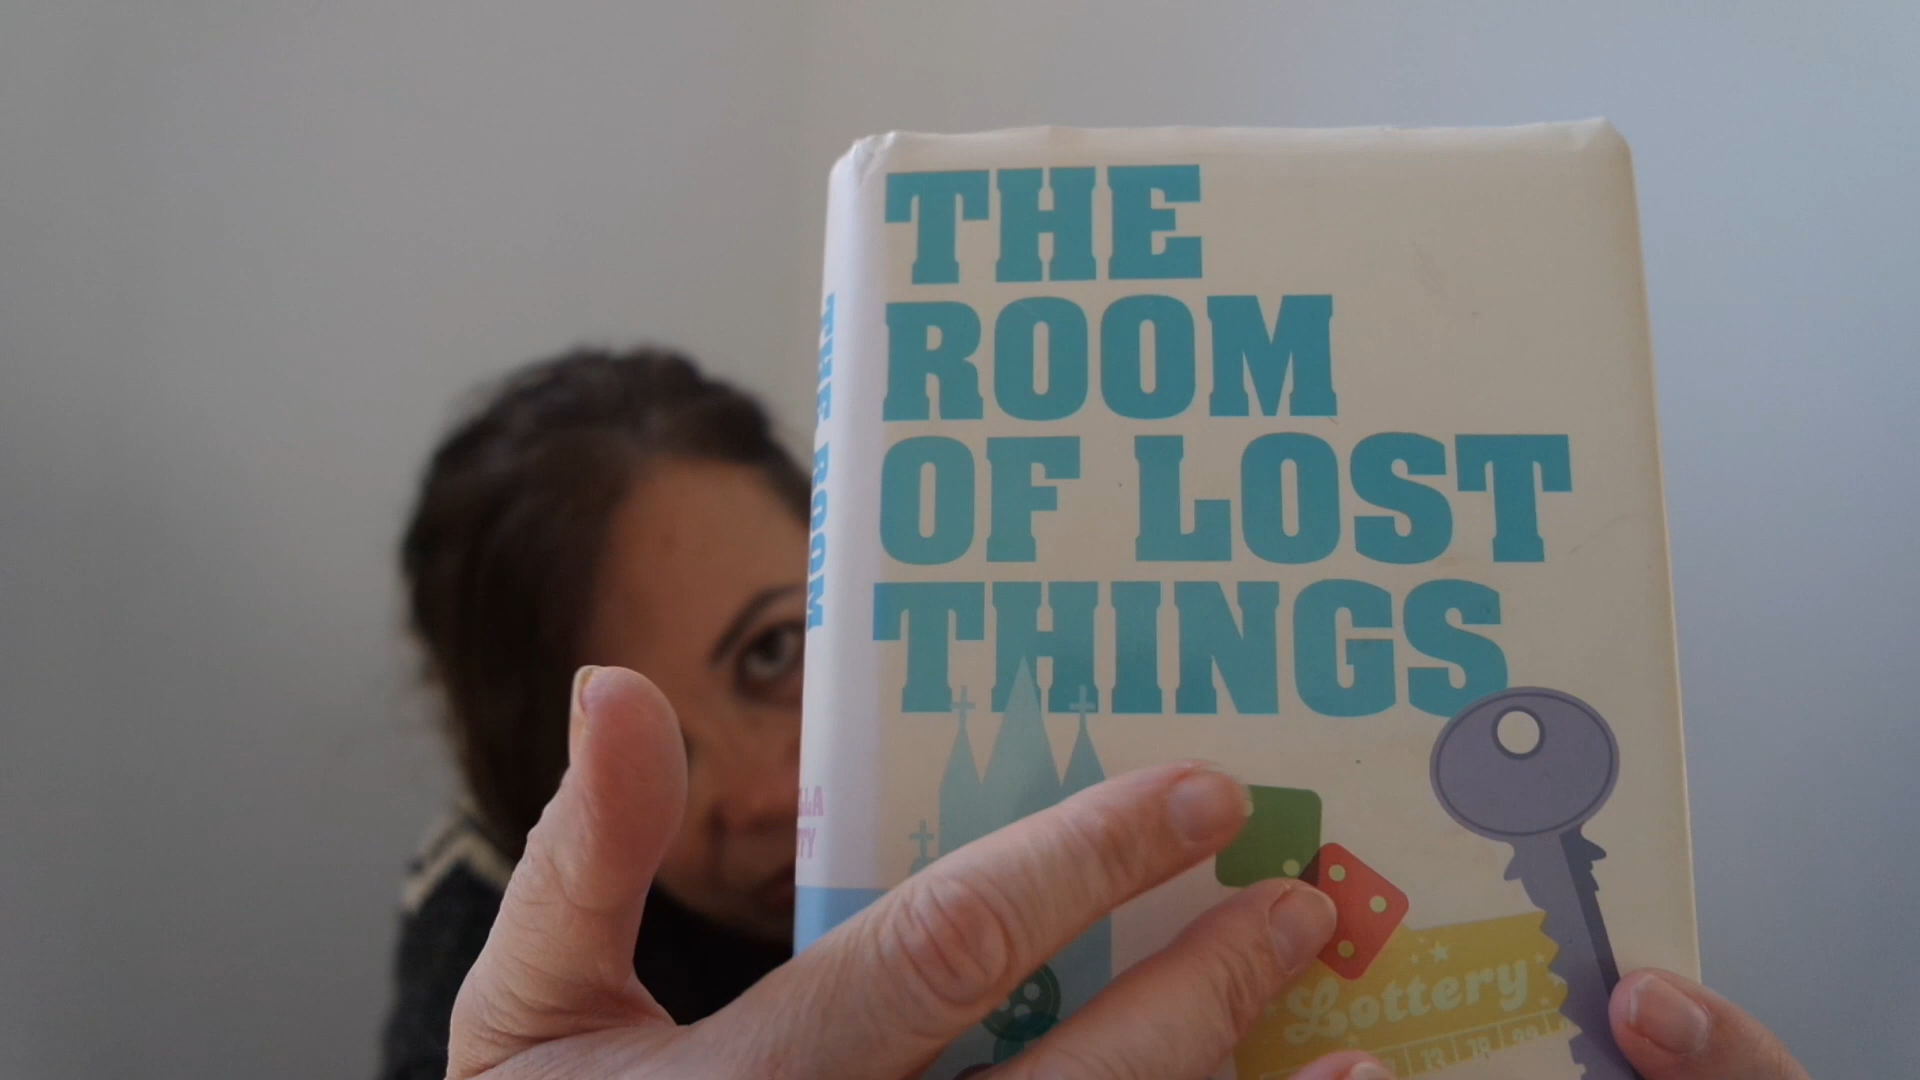 THE
ROOM
OF LOST
THINGS
THE ROOM
Lottery